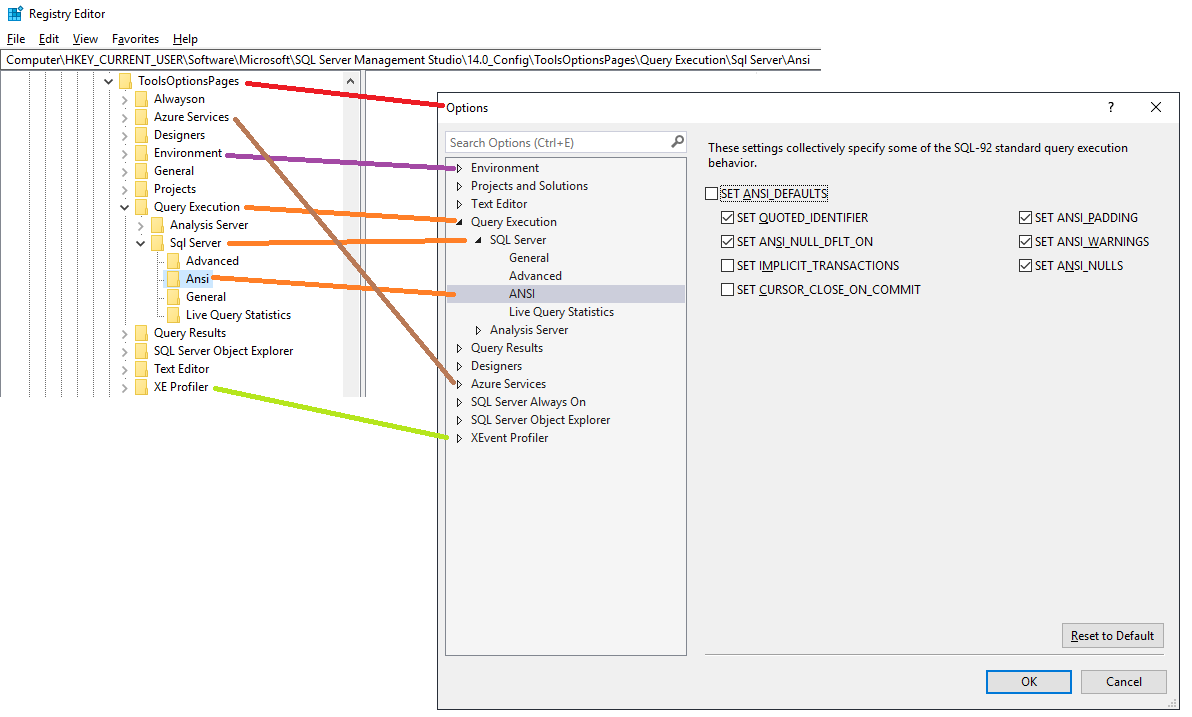 Registry Editor
File Edit View Favorites Help
Computer\HKEY_CURRENT_USER\Software\Microsoft\SQL Server Management Studio\14.0_Config\ToolsOptionsPages\Query Execution\Sql Server\Ansi
ToolsOptionsPages
Alwayson
Azure Services
Designers
Environment
General
Projects
Query Execution
Analysis Server
Sql Server
Advanced
Ansi
General
Live Query Statistics
Query Results
SQL Server Object Explorer
Text Editor
XE Profiler
Options
?
Search Options (Ctrl+E)
Environment
Projects and Solutions
Text Editor
Query Execution
SQL Server
General
Advanced
ANSI
Live Query Statistics
Analysis Server
Query Results
Designers
Azure Services
SQL Server Always On
SQL Server Object Explorer
XEvent Profiler
These settings collectively specify some of the SQL-92 standard query execution
behavior.
SET ANSI_DEFAULTS
SET QUOTED_IDENTIFIER SET ANSI_PADDING
SET ANSI_NULL_DFLT_ON SET ANSI_WARNINGS
SET IMPLICIT_TRANSACTIONS SET ANSI_NULLS
SET CURSOR_CLOSE_ON_COMMIT
Reset to Default
OK Cancel